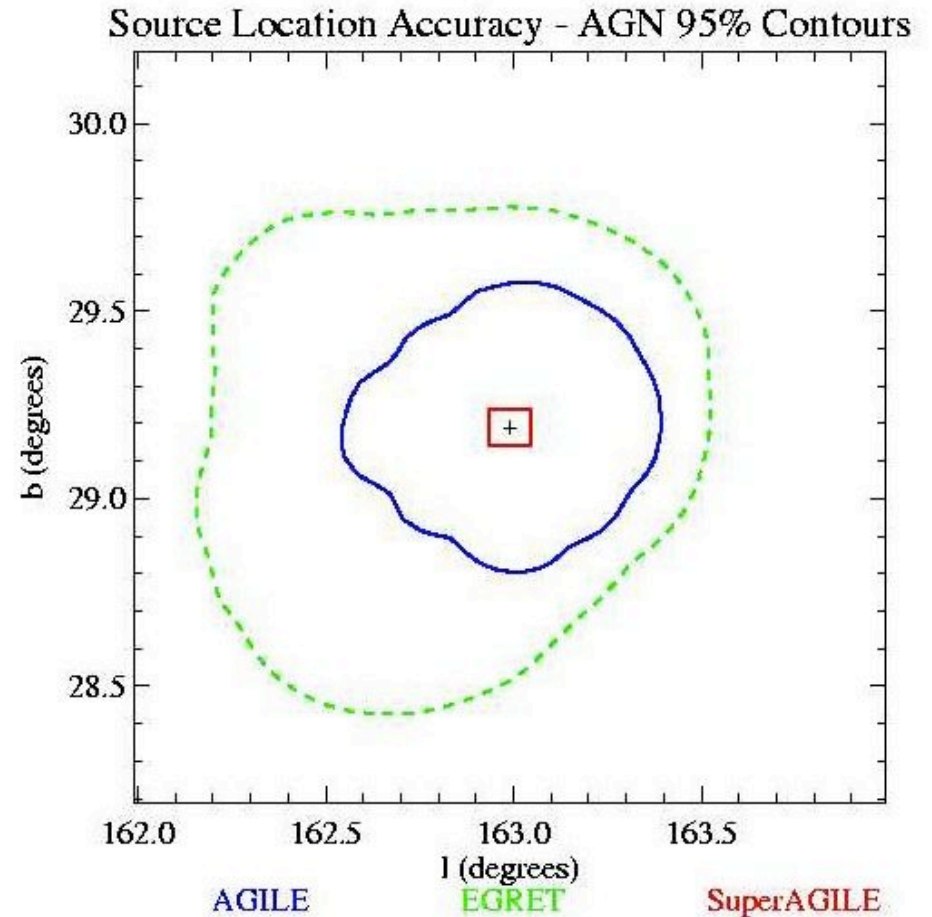 Source Location Accuracy - AGN 95% Contours
30.0
29.5
29.0
28.5
b (degrees)
162.0 162.5 163.0 163.5
l (degrees)
AGILE EGRET SuperAGILE